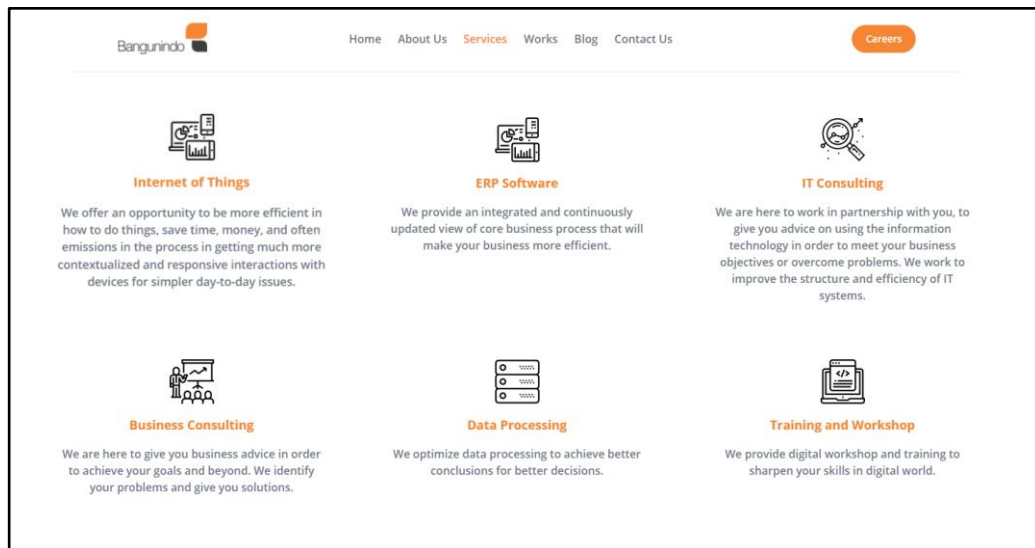 Bangunindo
Home About Us Services Works Blog Contact Us
Careers
Internet of Things
We offer an opportunity to be more efficient in
how to do things, save time, money, and often
emissions in the process in getting much more
contextualized and responsive interactions with
devices for simpler day-to-day issues.
ERP Software
We provide an integrated and continuously
updated view of core business process that will
make your business more efficient.
IT Consulting
We are here to work in partnership with you, to
give you advice on using the information
technology in order to meet your business
objectives or overcome problems. We work to
improve the structure and efficiency of IT
systems.
Business Consulting
We are here to give you business advice in order
to achieve your goals and beyond. We identify
your problems and give you solutions.
Data Processing
We optimize data processing to achieve better
conclusions for better decisions.
Training and Workshop
We provide digital workshop and training to
sharpen your skills in digital world.